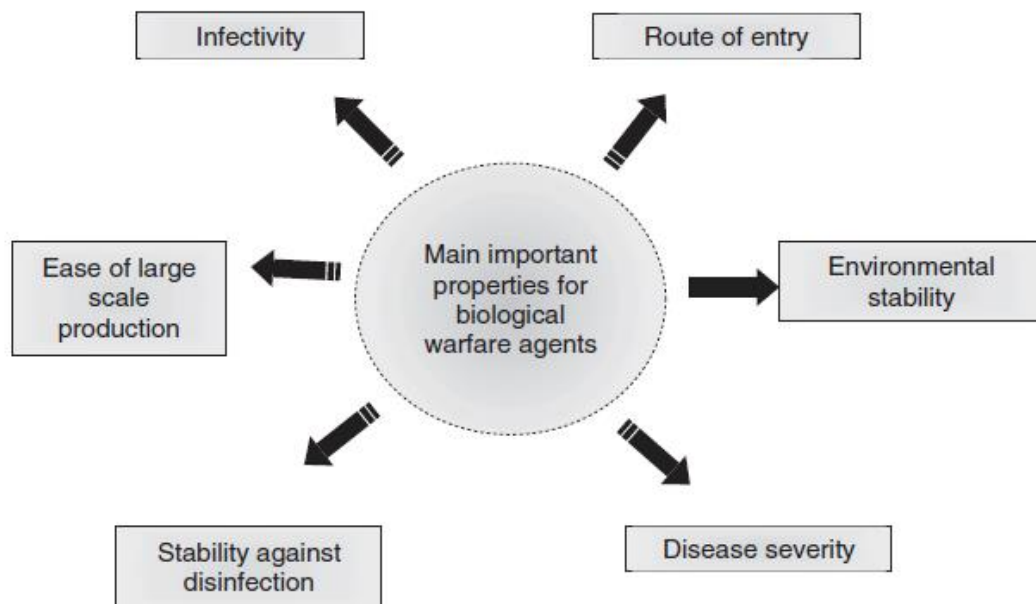 Infectivity
Route of entry
Main important
properties for
biological
warfare agents
Ease of large
scale
production
Environmental
stability
Stability against
disinfection
Disease severity